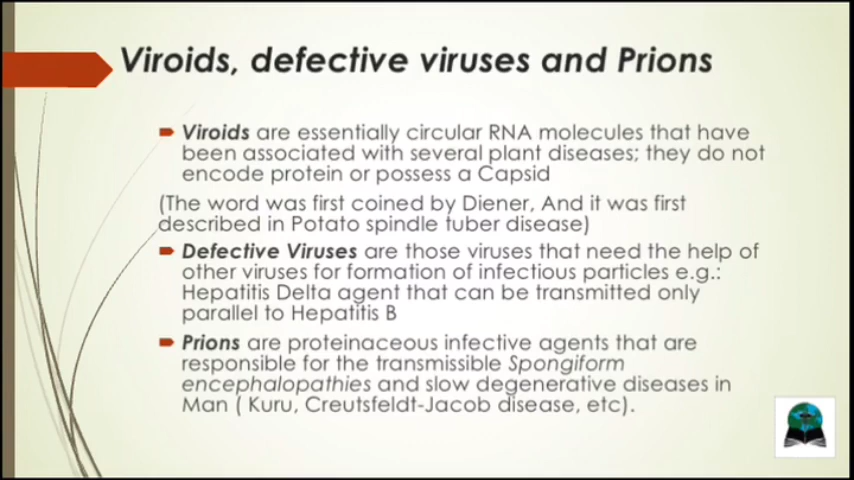 Viroids, defective viruses and Prions
Viroids are essentially circular RNA molecules that have
been associated with several plant diseases; they do not
encode protein or possess a Capsid
(The word was first coined by Diener, And it was first
described in Potato spindle tuber disease)
Defective Viruses are those viruses that need the help of
other viruses for formation of infectious particles e.g.:
Hepatitis Delta agent that can be transmitted only
parallel to Hepatitis B
Prions are proteinaceous infective agents that are
responsible for the transmissible Spongiform
encephalopathies and slow degenerative diseases in
Man ( Kuru, Creutsfeldt-Jacob disease, etc).